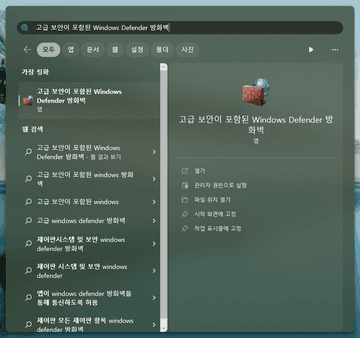 고급 보안이 포함된 Windows Defender 방화벽
모두 앱 문서 웹 설정 폴더 사진
가장 정확
고급 보안이 포함된 Windows
Defender 방화벽
앱
웹 검색
고급 보안이 포함된 Windows
Defender 방화벽 - 웹 결과 보기
고급 보안이 포함된 windows 방화
벽
고급 보안이 포함된 windows
고급 windows defender 방화벽
제어판시스템 및 보안 windows
defender 방화벽
제어판 시스템 및 보안 windows
defender
앱이 windows defender 방화벽을
통해 통신하도록 허용
제어판 모든 제어판 항목 windows
defender 방화벽
고급 보안이 포함된 Windows Defender 방
화벽
앱
열기
관리자 권한으로 실행
파일 위치 열기
시작 화면에 고정
작업 표시줄에 고정